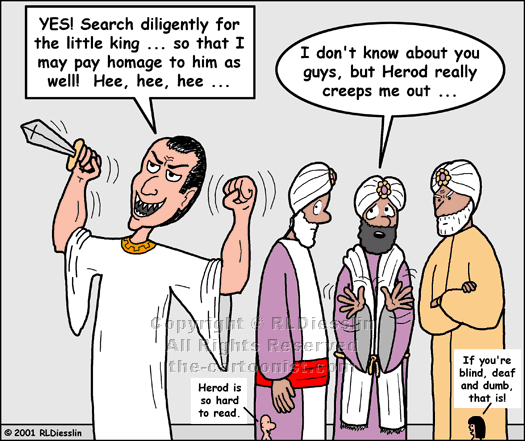 YES! Search diligently for
the little king ... so that I
may pay homage to him as
well! Hee, hee, hee ...
I don't know about you
guys, but Herod really
creeps me out ...
Copyright © RLDiesslin
All Rights Reserved
the-cartoonist.com
Herod is
so hard
to read.
If you're
blind, deaf
and dumb,
that is!
© 2001 RLDiesslin